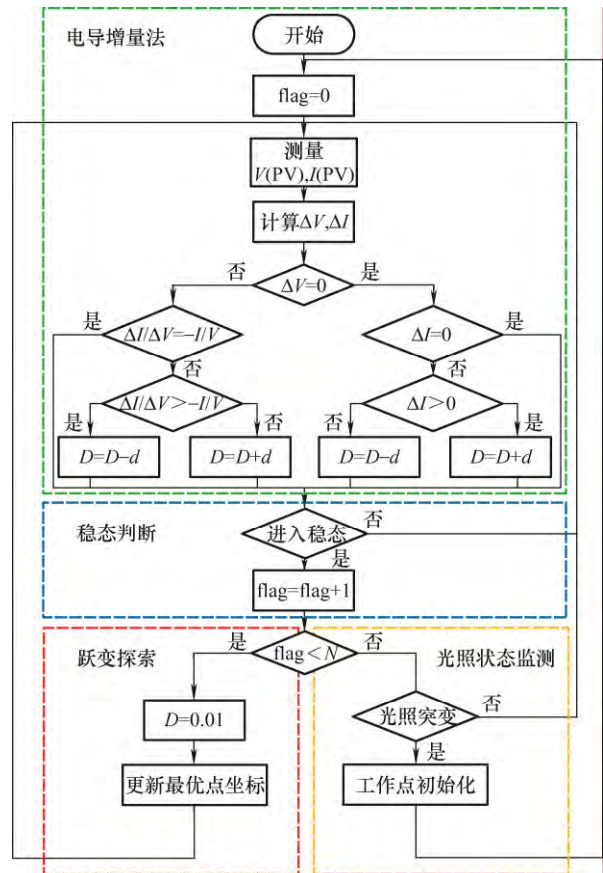 电导增量法
开始
flag=0
测量
V(PV),I(PV)
计算ΔV,ΔI
否
是
ΔV=0
是
ΔI/ΔV=−I/V
ΔI=0
是
否
否
ΔI/ΔV>−I/V
ΔI>0
是
否
否
是
D=D−d
D=D+d
D=D−d
D=D+d
稳态判断
进入稳态
否
是
flag=flag+1
跃变探索
是
flag<N
否
光照状态监测
D=0.01
光照突变
否
是
更新最优点坐标
工作点初始化